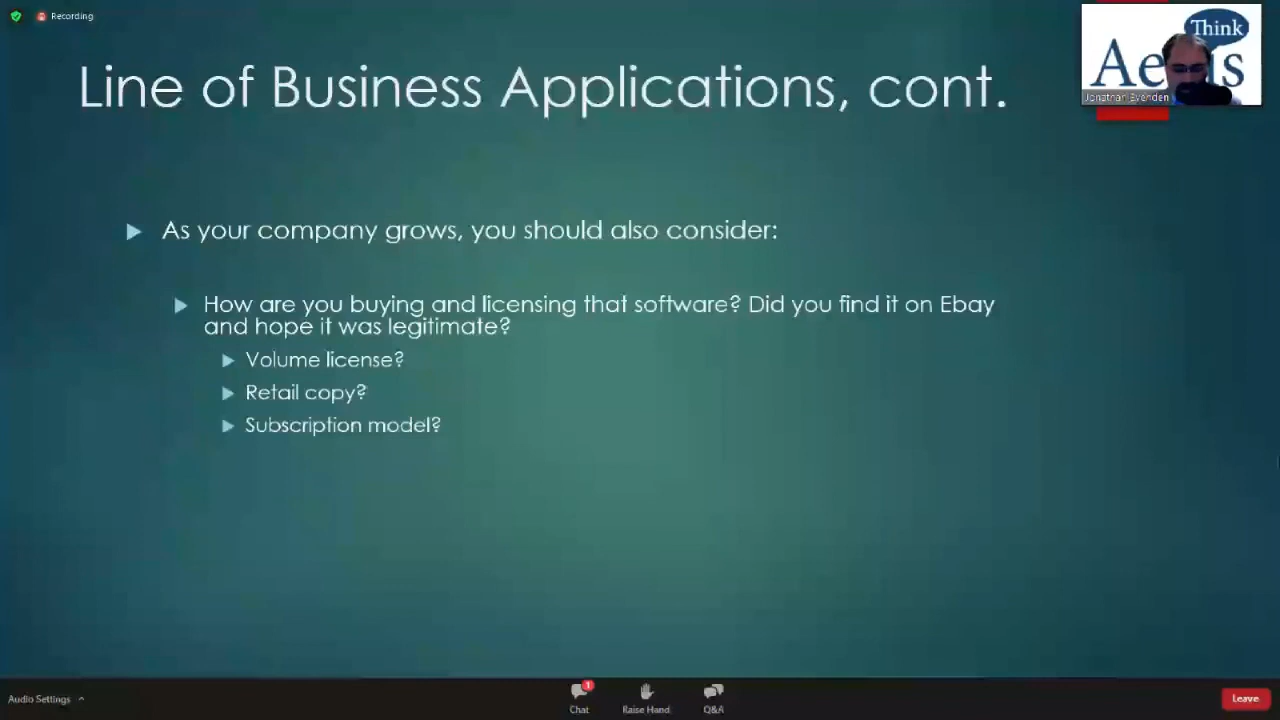 Recording
Think
Line of Business Applications, cont.
Jonathan Evenden
As your company grows, you should also consider:
How are you buying and licensing that software? Did you find it on Ebay
and hope it was legitimate?
Volume license?
Retail copy?
Subscription model?
Audio Settings
1
Chat
Raise Hand
Q&A
Leave